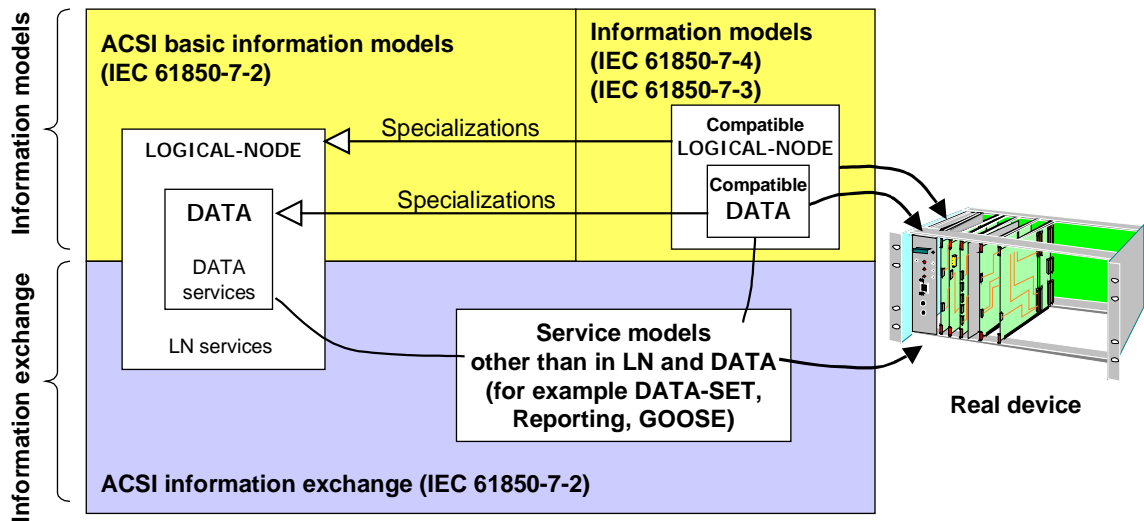 Information models
ACSI basic information models
(IEC 61850-7-2)
Information models
(IEC 61850-7-4)
(IEC 61850-7-3)
Specializations
Compatible
LOGICAL-NODE
LOGICAL-NODE
Specializations
Compatible
DATA
DATA
DATA
services
LN services
Information exchange
Service models
other than in LN and DATA
(for example DATA-SET,
Reporting, GOOSE)
Real device
ACSI information exchange (IEC 61850-7-2)